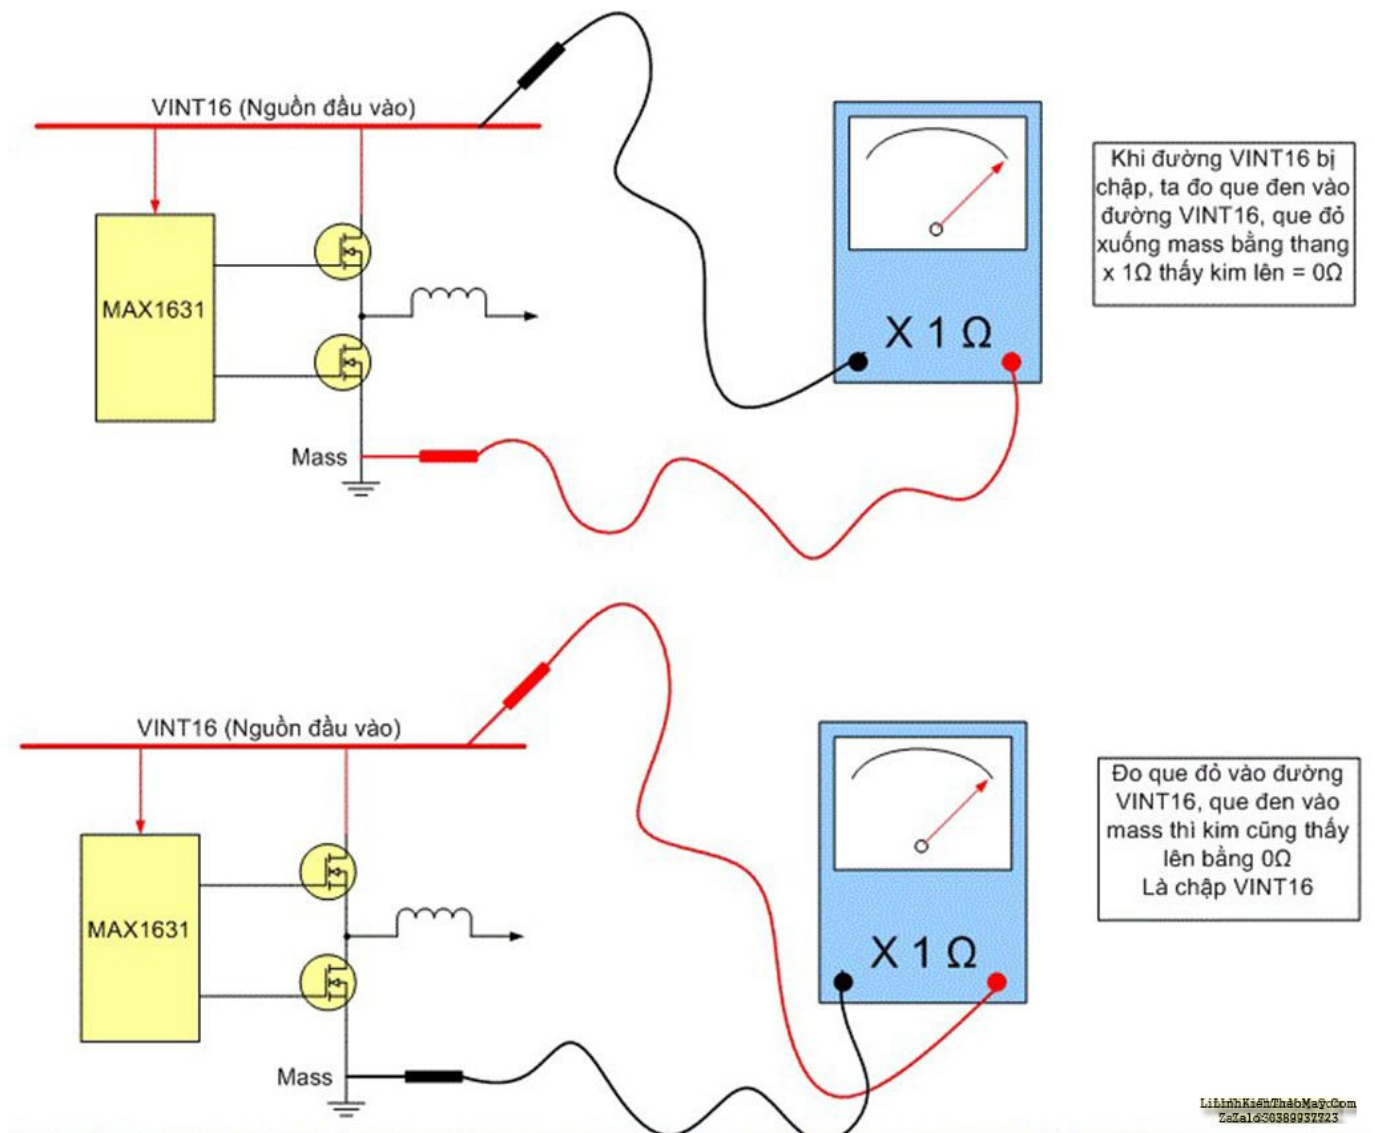 VINT16 (Nguồn đầu vào)
MAX1631
Mass
X 1 Ω
Khi đường VINT16 bị
chập, ta đo que đen vào
đường VINT16, que đỏ
xuống mass bằng thang
x 1Ω thấy kim lên = 0Ω
VINT16 (Nguồn đầu vào)
MAX1631
Mass
X 1 Ω
Đo que đỏ vào đường
VINT16, que đen vào
mass thì kim cũng thấy
lên bằng 0Ω
Là chập VINT16